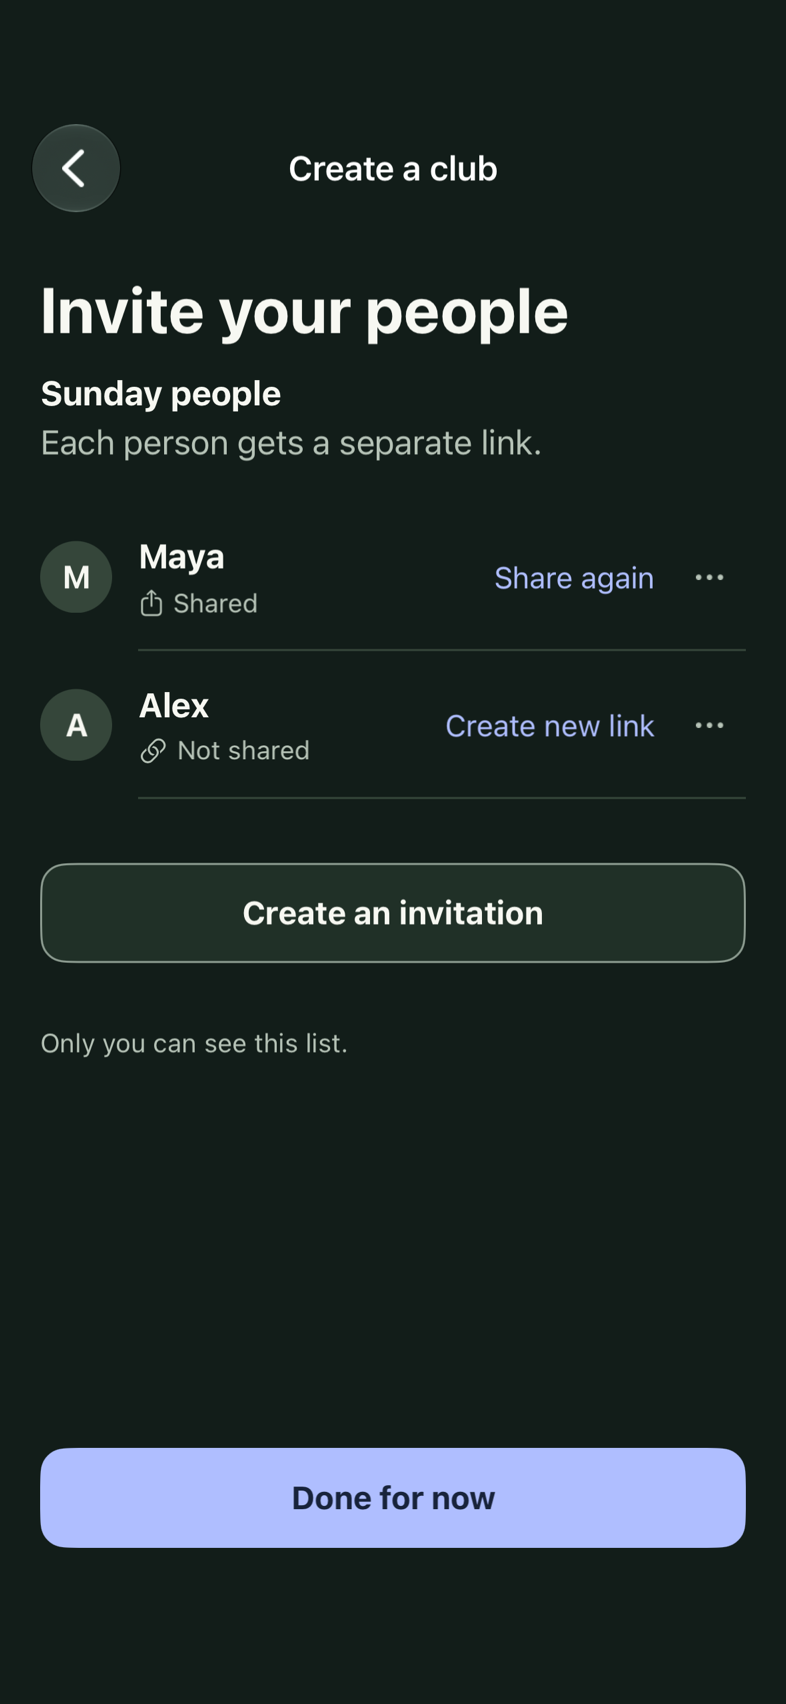 Create a club
Invite your people
Sunday people
Each person gets a separate link.
M
Maya
Shared
Share again
A
Alex
Not shared
Create new link
Create an invitation
Only you can see this list.
Done for now